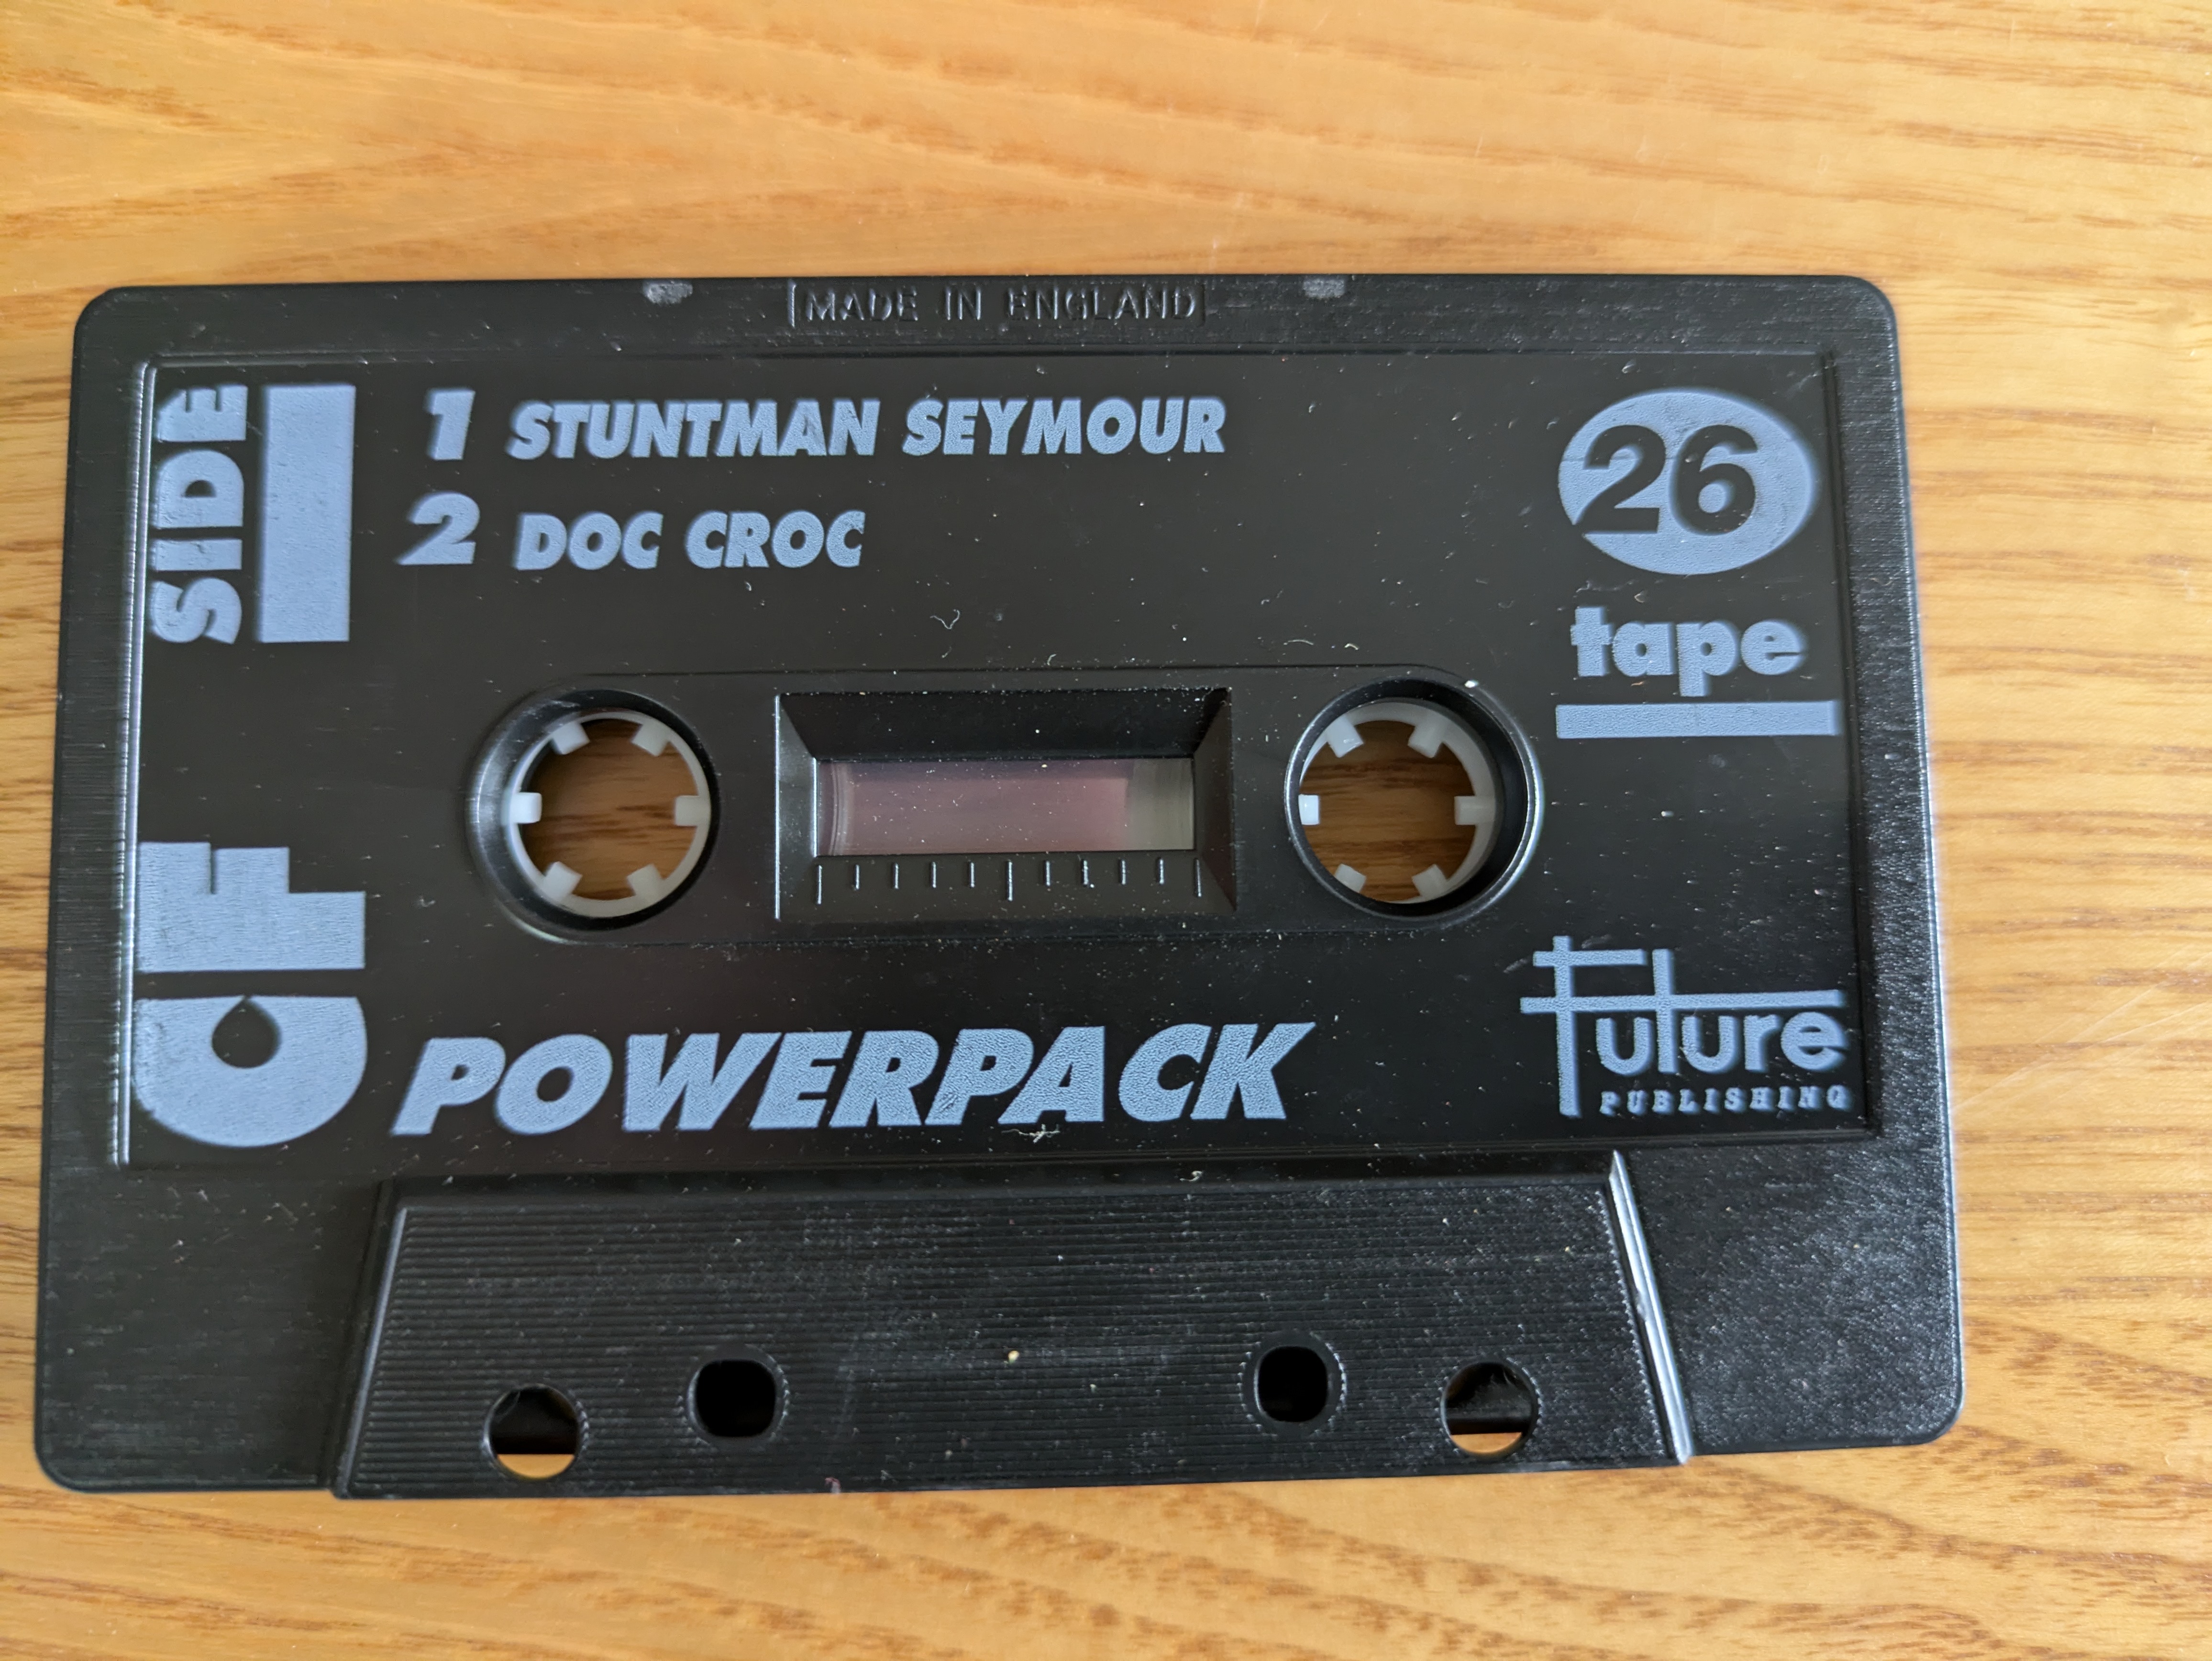 MADE IN ENGLAND
SIDE 1
1 STUNTMAN SEYMOUR
2 DOC CROC
26
tape
CF
POWERPACK
Future
PUBLISHING